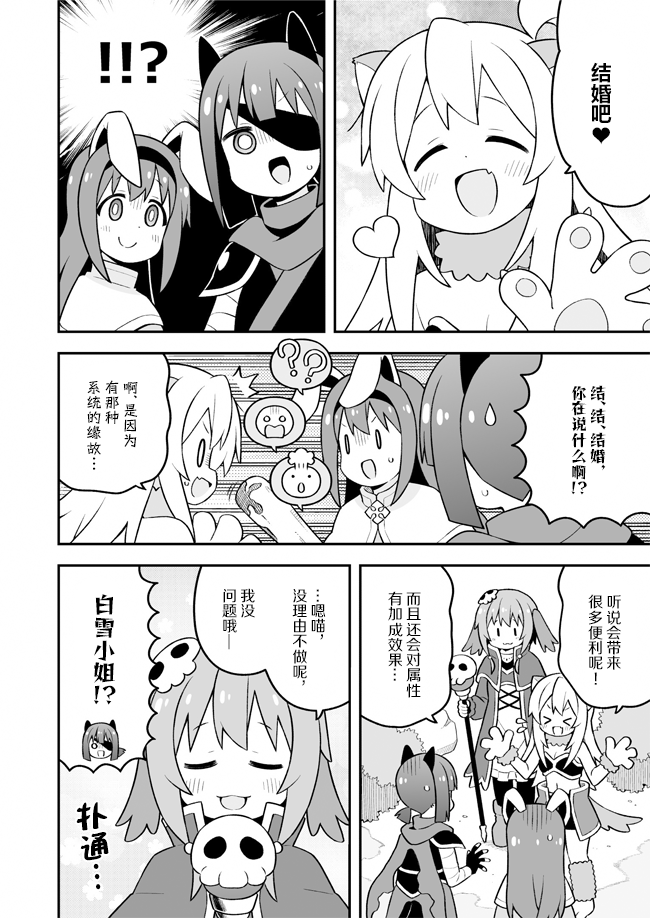 结婚吧♥
!!?
结、结、结婚，
你在说什么啊!?
??
啊、是因为
有那种
系统的缘故…
听说会带来
很多便利呢！
而且还会对属性
有加成效果…
…嗯喵，
没理由不做呢，
我没
问题哦—
白雪小姐!?
扑通…